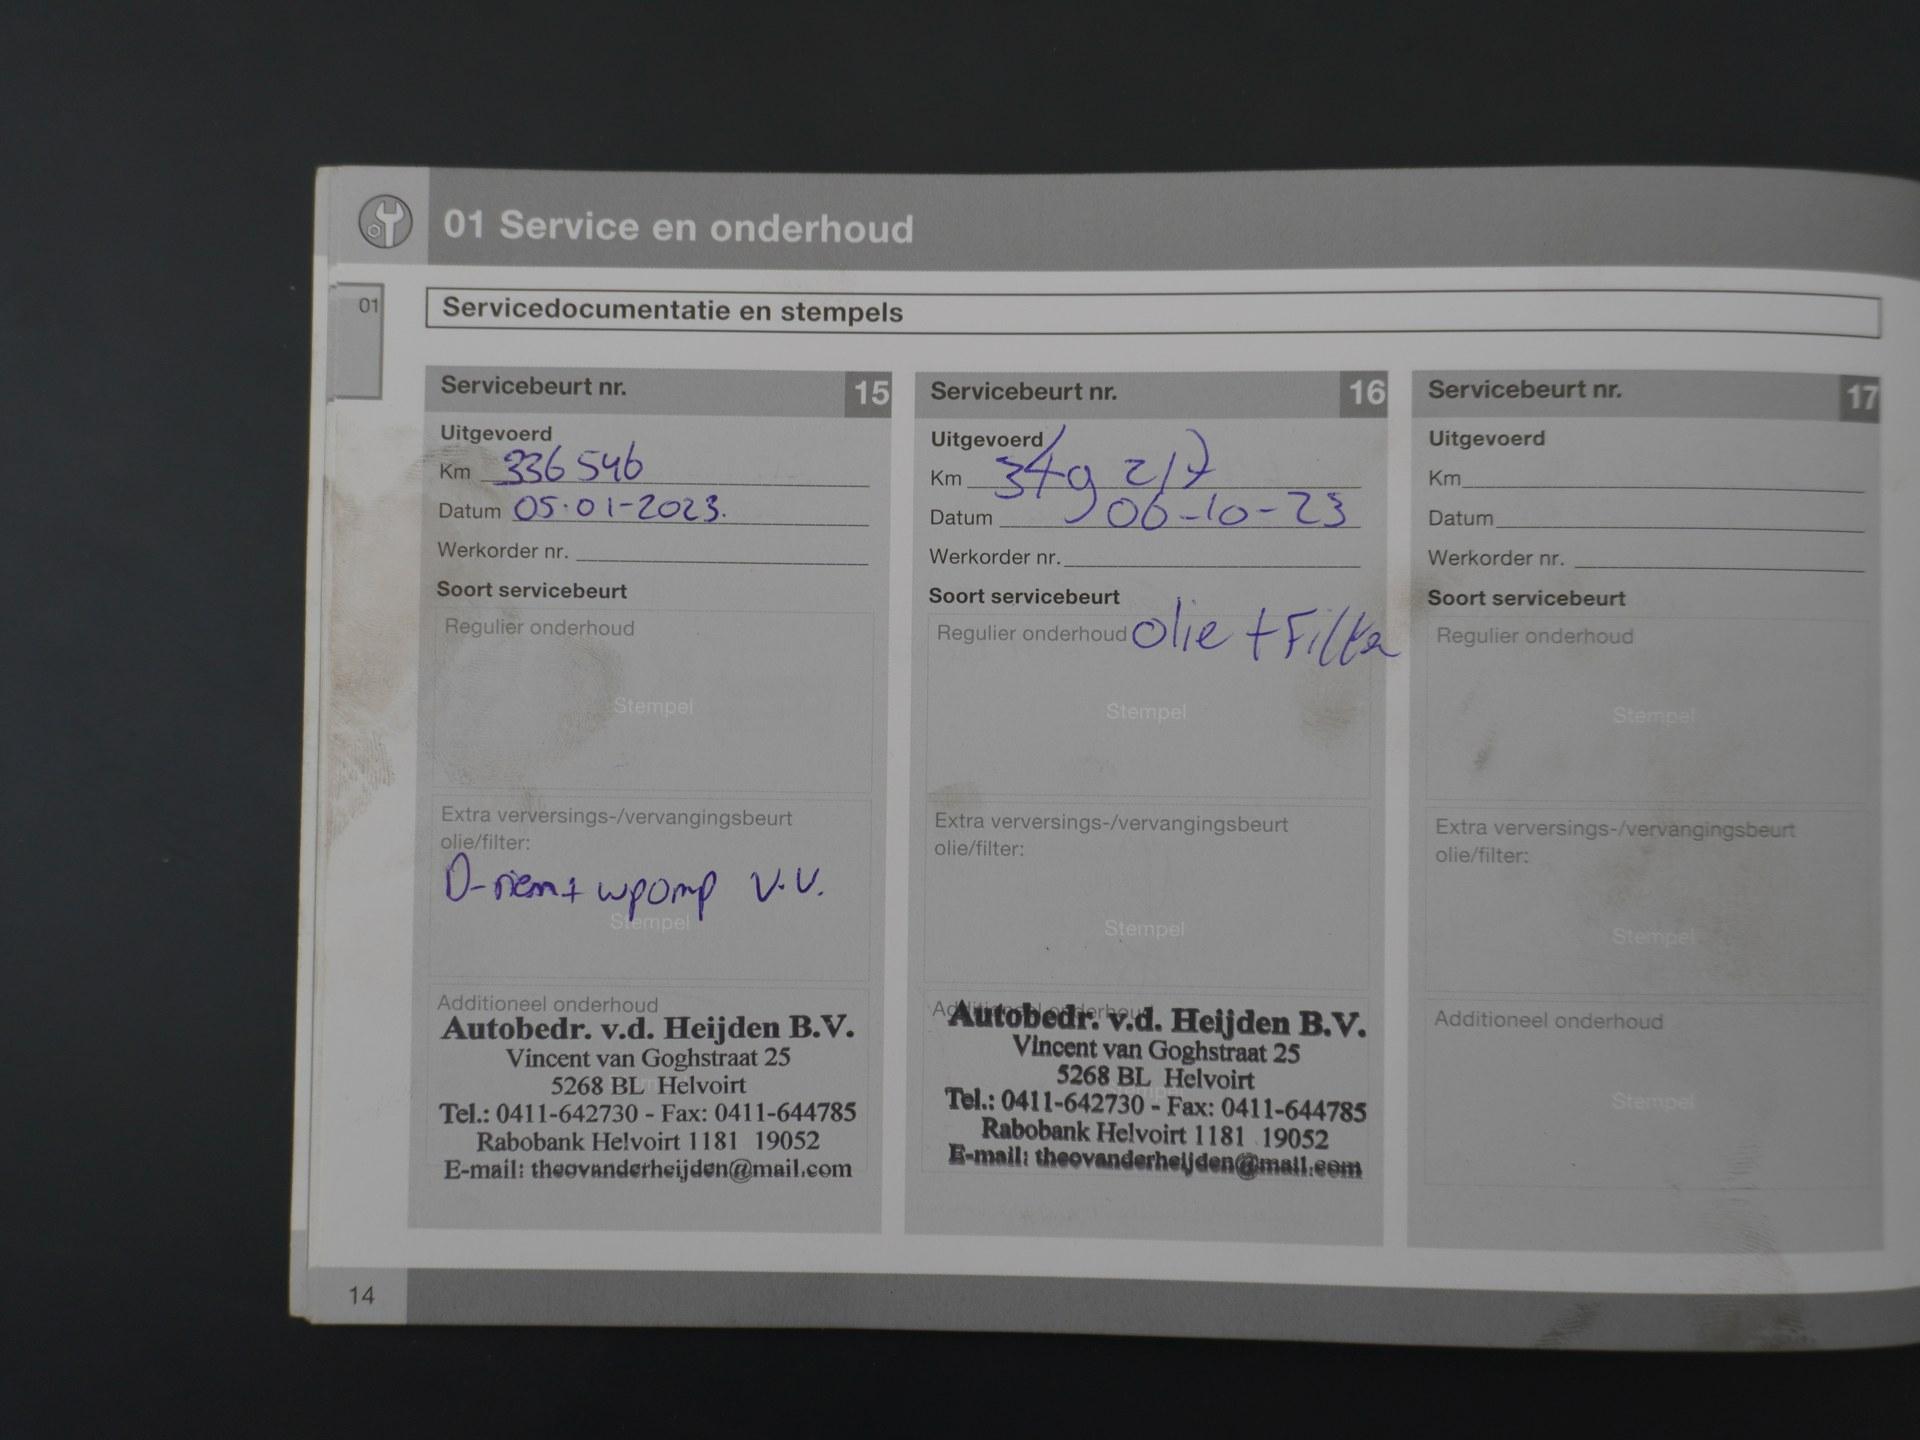 01 Service en onderhoud
01
Servicedocumentatie en stempels
Servicebeurt nr. 15
Uitgevoerd
Km 336 546
Datum 05-01-2023.
Werkorder nr.
Soort servicebeurt
Regulier onderhoud
Stempel
Extra verversings-/vervangingsbeurt
olie/filter:
D-riem + wpomp V.V.
Stempel
Additioneel onderhoud
Autobedr. v.d. Heijden B.V.
Vincent van Goghstraat 25
5268 BL Helvoirt
Tel.: 0411-642730 - Fax: 0411-644785
Rabobank Helvoirt 1181 19052
E-mail: theovanderheijden@mail.com
Servicebeurt nr. 16
Uitgevoerd
Km 349 217
Datum 06-10-23
Werkorder nr.
Soort servicebeurt
Regulier onderhoud olie + Filter
Stempel
Extra verversings-/vervangingsbeurt
olie/filter:
Stempel
Additioneel onderhoud
Autobedr. v.d. Heijden B.V.
Vincent van Goghstraat 25
5268 BL Helvoirt
Tel.: 0411-642730 - Fax: 0411-644785
Rabobank Helvoirt 1181 19052
E-mail: theovanderheijden@mail.com
Servicebeurt nr. 17
Uitgevoerd
Km
Datum
Werkorder nr.
Soort servicebeurt
Regulier onderhoud
Stempel
Extra verversings-/vervangingsbeurt
olie/filter:
Stempel
Additioneel onderhoud
Stempel
14